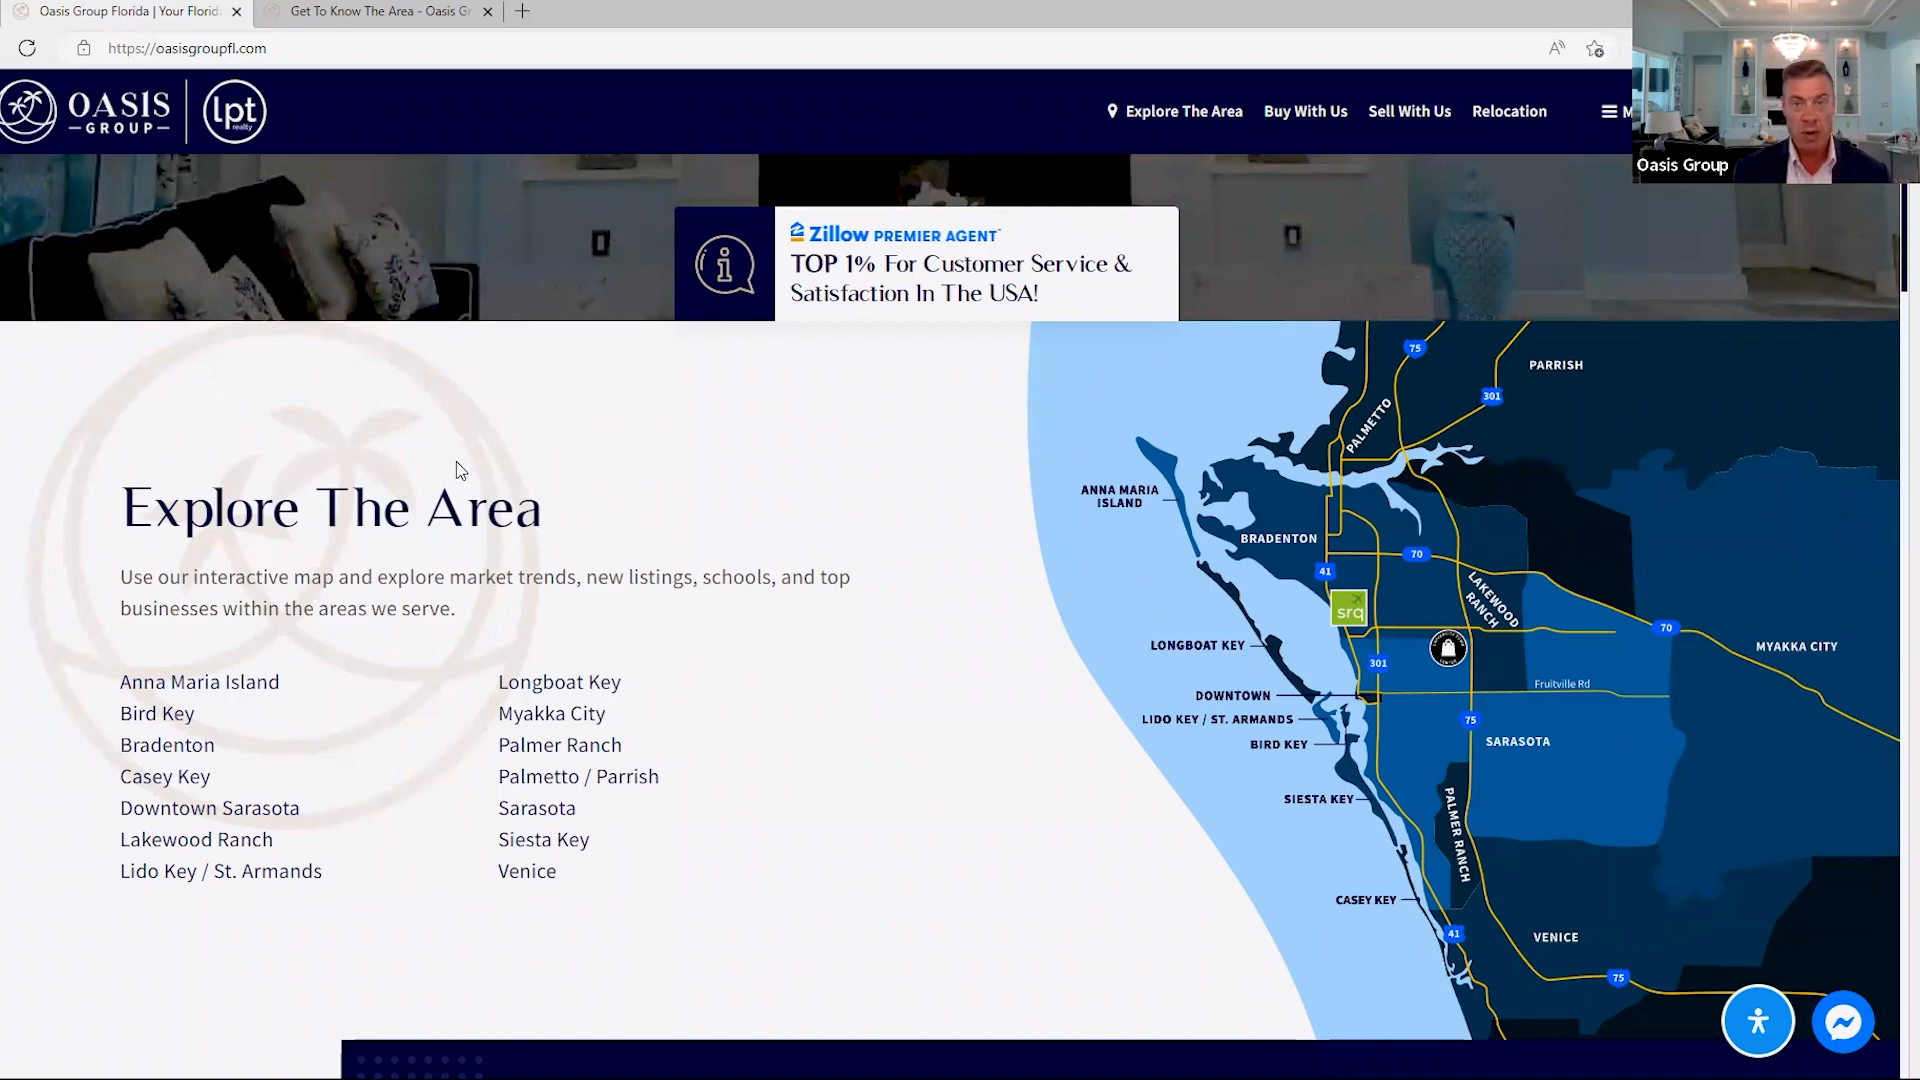 Oasis Group Florida | Your Florid
Get To Know The Area - Oasis Gr
https://oasisgroupfl.com
OASIS
GROUP
lpt
realty
Explore The Area
Buy With Us
Sell With Us
Relocation
M
Oasis Group
Zillow PREMIER AGENT
TOP 1% For Customer Service &
Satisfaction In The USA!
Explore The Area
Use our interactive map and explore market trends, new listings, schools, and top
businesses within the areas we serve.
Anna Maria Island
Bird Key
Bradenton
Casey Key
Downtown Sarasota
Lakewood Ranch
Lido Key / St. Armands
Longboat Key
Myakka City
Palmer Ranch
Palmetto / Parrish
Sarasota
Siesta Key
Venice
75
PARRISH
301
PALMETTO
ANNA MARIA
ISLAND
BRADENTON
70
41
LAKEWOOD
RANCH
srq
70
MYAKKA CITY
LONGBOAT KEY
301
Fruitville Rd
DOWNTOWN
LIDO KEY / ST. ARMANDS
75
SARASOTA
BIRD KEY
SIESTA KEY
PALMER RANCH
CASEY KEY
41
VENICE
75